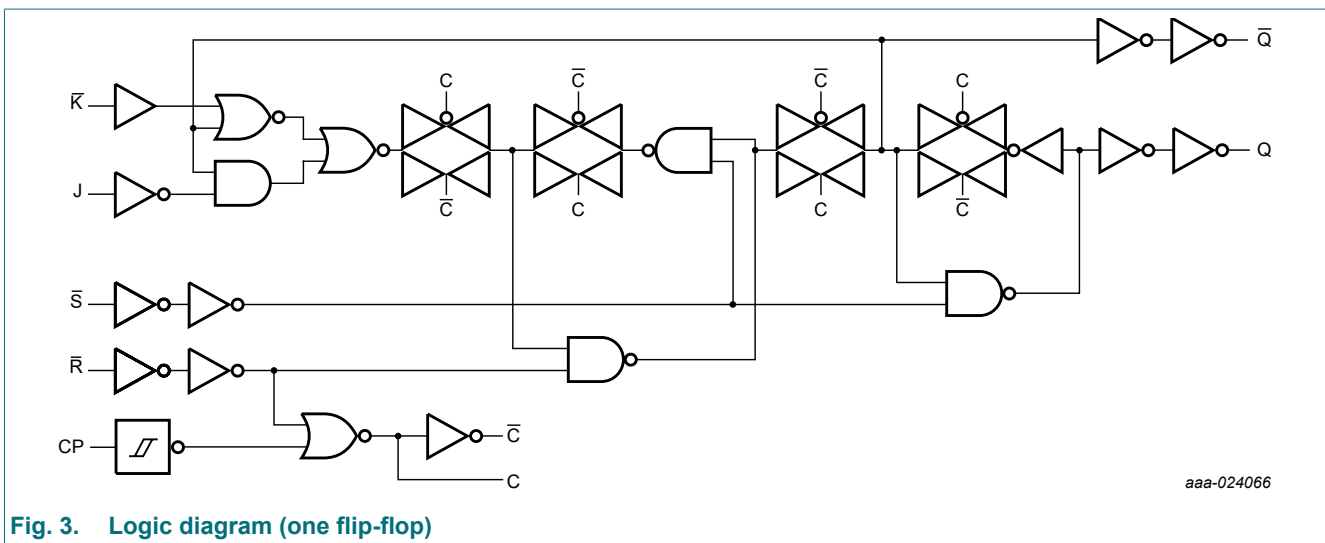 Q̅
K̅
C
C̅
C̅
C
J
Q
C̅
C
C
C̅
S̅
R̅
CP
C̅
C
aaa-024066
Fig. 3. Logic diagram (one flip-flop)